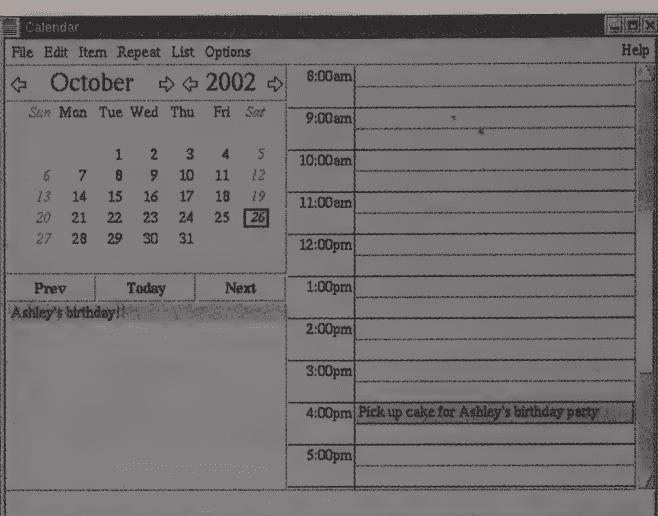 Calendar
File Edit Item Repeat List Options Help
October 2002
Sun Mon Tue Wed Thu Fri Sat
1 2 3 4 5
6 7 8 9 10 11 12
13 14 15 16 17 18 19
20 21 22 23 24 25 26
27 28 29 30 31
Prev Today Next
Ashley's birthday!!
8:00am
9:00am
10:00am
11:00am
12:00pm
1:00pm
2:00pm
3:00pm
4:00pm Pick up cake for Ashley's birthday party
5:00pm